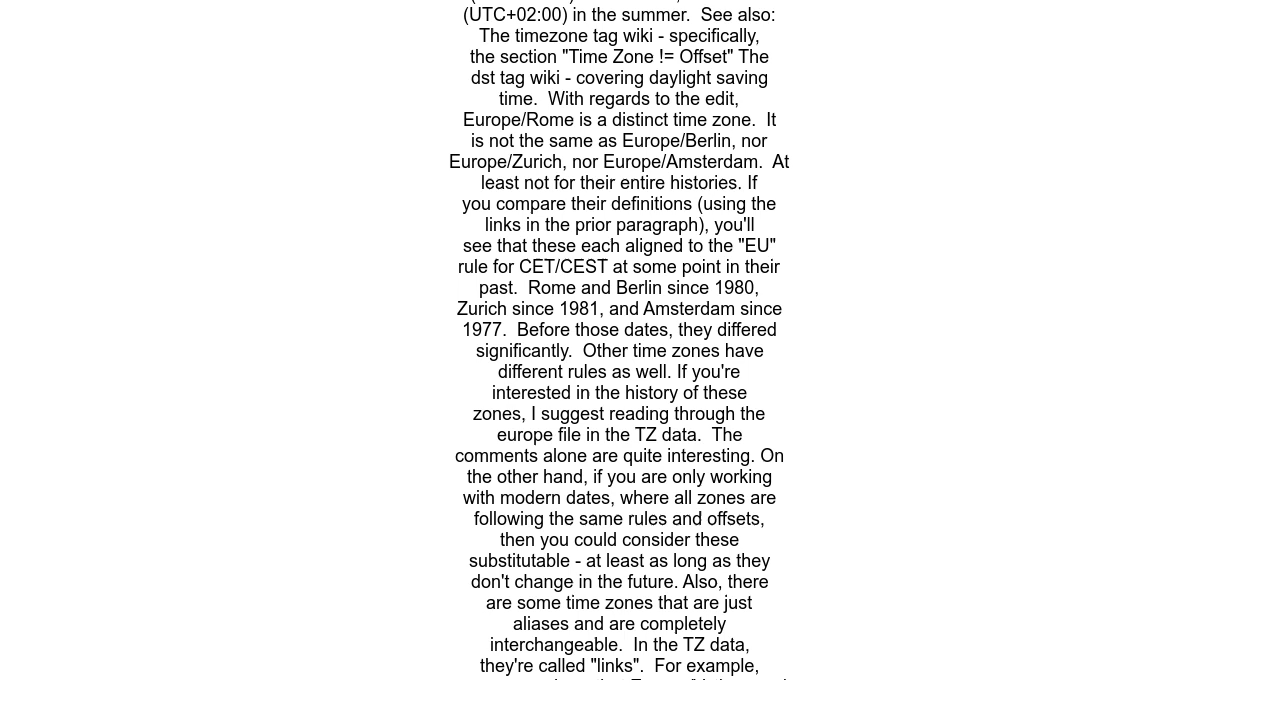 (UTC+02:00) in the summer.  See also:
The timezone tag wiki - specifically,
the section "Time Zone != Offset" The
dst tag wiki - covering daylight saving
time.  With regards to the edit,
Europe/Rome is a distinct time zone.  It
is not the same as Europe/Berlin, nor
Europe/Zurich, nor Europe/Amsterdam.  At
least not for their entire histories. If
you compare their definitions (using the
links in the prior paragraph), you'll
see that these each aligned to the "EU"
rule for CET/CEST at some point in their
past.  Rome and Berlin since 1980,
Zurich since 1981, and Amsterdam since
1977.  Before those dates, they differed
significantly.  Other time zones have
different rules as well. If you're
interested in the history of these
zones, I suggest reading through the
europe file in the TZ data.  The
comments alone are quite interesting. On
the other hand, if you are only working
with modern dates, where all zones are
following the same rules and offsets,
then you could consider these
substitutable - at least as long as they
don't change in the future. Also, there
are some time zones that are just
aliases and are completely
interchangeable.  In the TZ data,
they're called "links".  For example,